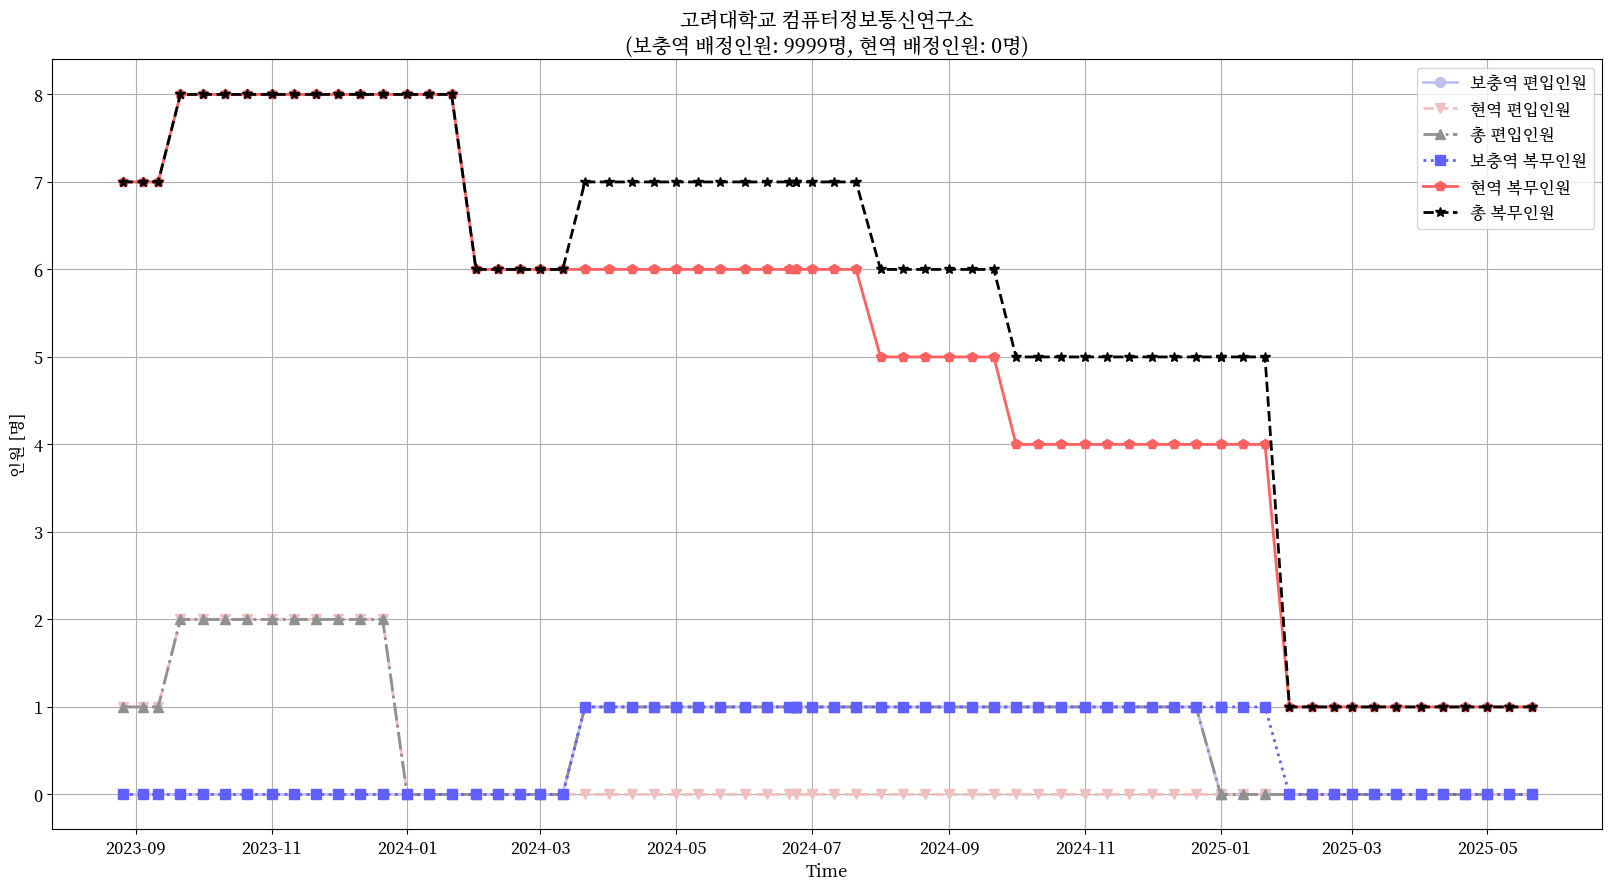 고려대학교 컴퓨터정보통신연구소
(보충역 배정인원: 9999명, 현역 배정인원: 0명)
보충역 편입인원
현역 편입인원
총 편입인원
보충역 복무인원
현역 복무인원
총 복무인원
인원 [명]
8
7
6
5
4
3
2
1
0
2023-09
2023-11
2024-01
2024-03
2024-05
2024-07
2024-09
2024-11
2025-01
2025-03
2025-05
Time